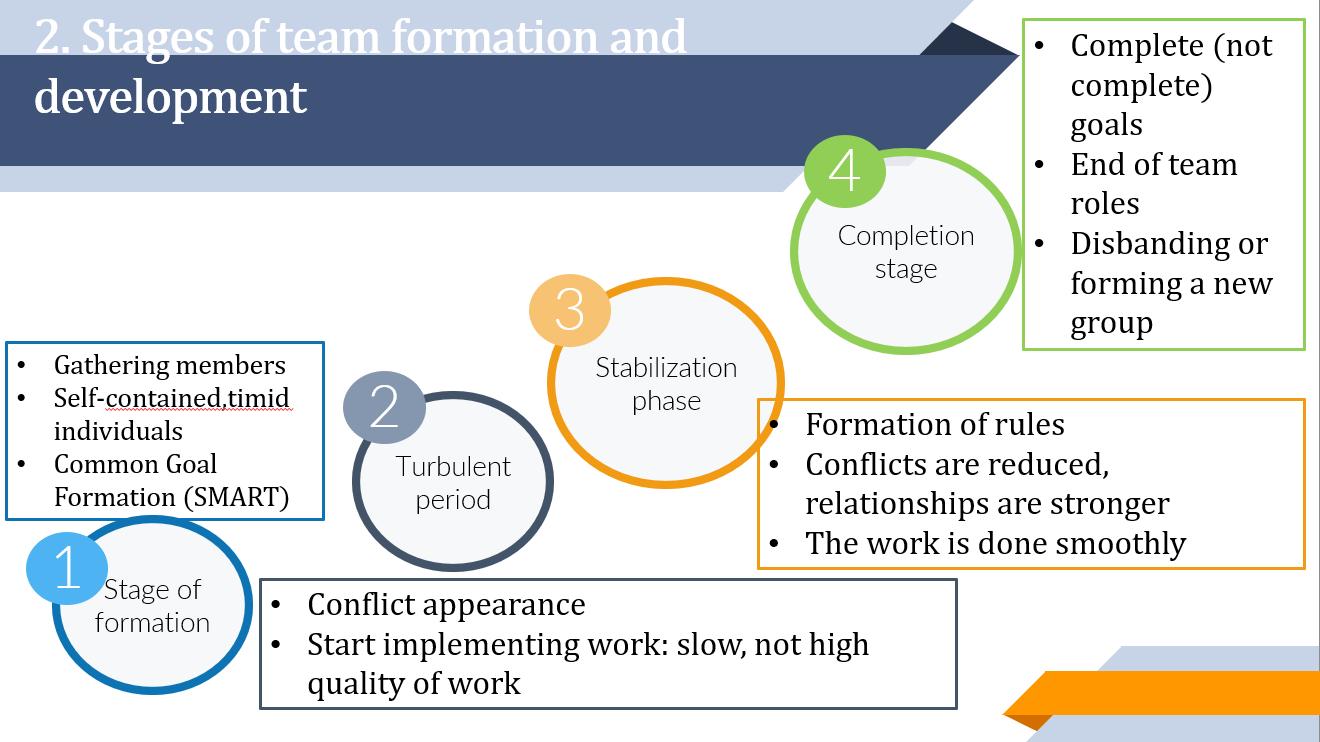 2. Stages of team formation and
development
1
Stage of
formation
• Gathering members
• Self-contained,timid
individuals
• Common Goal
Formation (SMART)
2
Turbulent
period
• Conflict appearance
• Start implementing work: slow, not high
quality of work
3
Stabilization
phase
• Formation of rules
• Conflicts are reduced,
relationships are stronger
• The work is done smoothly
4
Completion
stage
• Complete (not
complete)
goals
• End of team
roles
• Disbanding or
forming a new
group